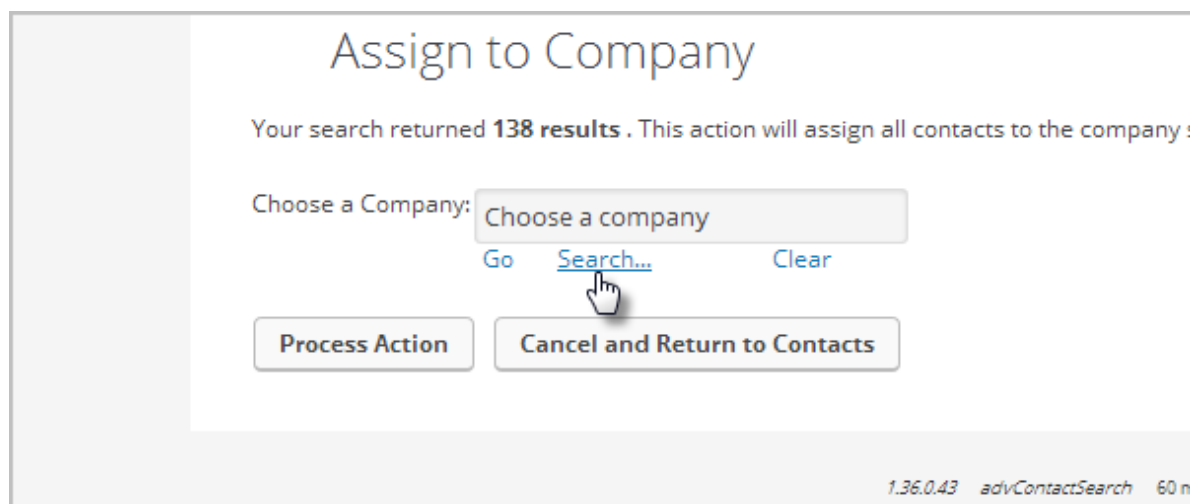 Assign to Company
Your search returned 138 results . This action will assign all contacts to the company
Choose a Company: Choose a company
Go Search... Clear
Process Action Cancel and Return to Contacts
1.36.0.43 advContactSearch 60